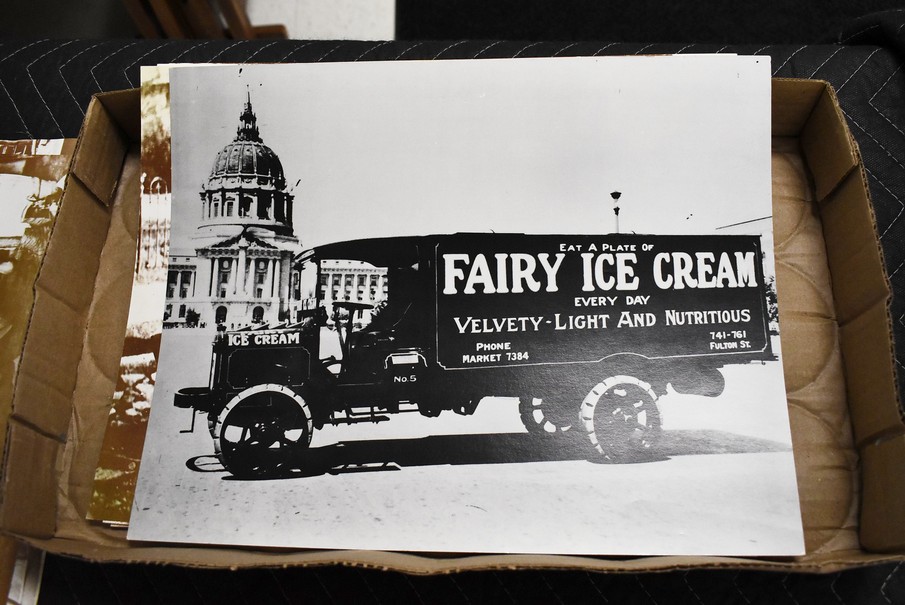 EAT A PLATE OF
FAIRY ICE CREAM
EVERY DAY
VELVETY-LIGHT AND NUTRITIOUS
PHONE
MARKET 7384
741-761
FULTON ST.
ICE CREAM
No.5